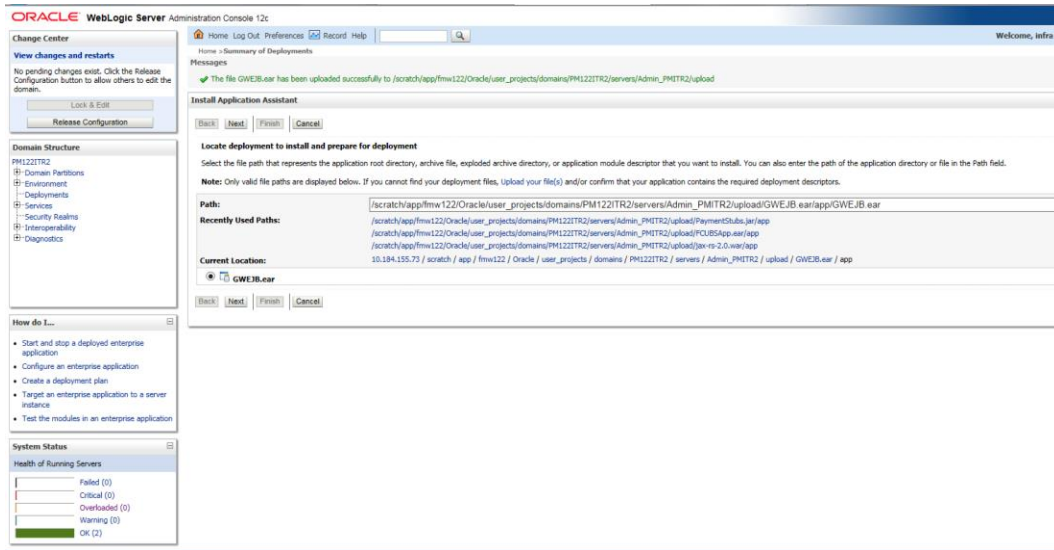 ORACLE WebLogic Server Administration Console 12c
Change Center
View changes and restarts
No pending changes exist. Click the Release
Configuration button to allow others to edit the
domain.
Lock & Edit
Release Configuration
Domain Structure
PM122ITR2
Domain Partitions
Environment
Deployments
Services
Security Realms
Interoperability
Diagnostics
How do I...
Start and stop a deployed enterprise
application
Configure an enterprise application
Create a deployment plan
Target an enterprise application to a server
instance
Test the modules in an enterprise application
System Status
Health of Running Servers
Failed (0)
Critical (0)
Overloaded (0)
Warning (0)
OK (2)
Home Log Out Preferences Record Help
Welcome, infra
Home >Summary of Deployments
Messages
The file GWEJB.ear has been uploaded successfully to /scratch/app/fmw122/Oracle/user_projects/domains/PM122ITR2/servers/Admin_PMITR2/upload
Install Application Assistant
Back Next Finish Cancel
Locate deployment to install and prepare for deployment
Select the file path that represents the application root directory, archive file, exploded archive directory, or application module descriptor that you want to install. You can also enter the path of the application directory or file in the Path field.
Note: Only valid file paths are displayed below. If you cannot find your deployment files, Upload your file(s) and/or confirm that your application contains the required deployment descriptors.
Path: /scratch/app/fmw122/Oracle/user_projects/domains/PM122ITR2/servers/Admin_PMITR2/upload/GWEJB.ear/app/GWEJB.ear
Recently Used Paths: /scratch/app/fmw122/Oracle/user_projects/domains/PM122ITR2/servers/Admin_PMITR2/upload/PaymentStubs.jar/app
/scratch/app/fmw122/Oracle/user_projects/domains/PM122ITR2/servers/Admin_PMITR2/upload/FCUBSApp.ear/app
/scratch/app/fmw122/Oracle/user_projects/domains/PM122ITR2/servers/Admin_PMITR2/upload/jax-rs-2.0.war/app
Current Location: 10.184.155.73 / scratch / app / fmw122 / Oracle / user_projects / domains / PM122ITR2 / servers / Admin_PMITR2 / upload / GWEJB.ear / app
GWEJB.ear
Back Next Finish Cancel